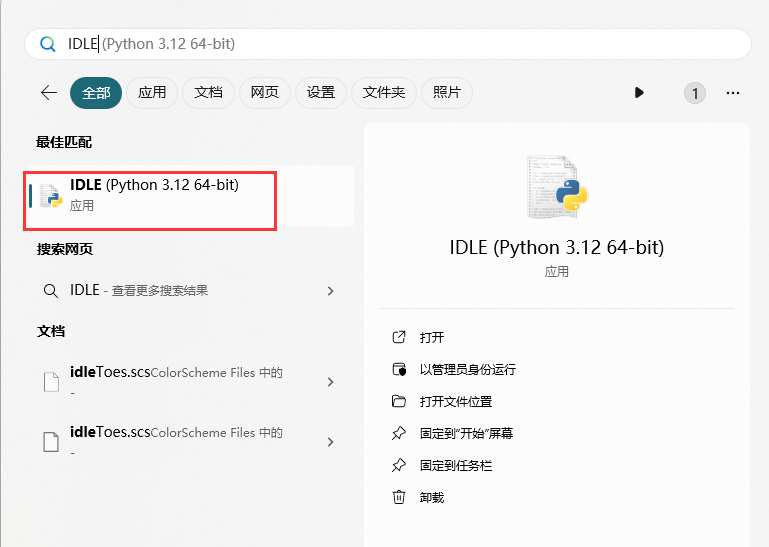 IDLE (Python 3.12 64-bit)
全部 应用 文档 网页 设置 文件夹 照片 1
最佳匹配
IDLE (Python 3.12 64-bit)
应用
搜索网页
IDLE - 查看更多搜索结果
文档
idleToes.scsColorScheme Files 中的
-
idleToes.scsColorScheme Files 中的
-
IDLE (Python 3.12 64-bit)
应用
打开
以管理员身份运行
打开文件位置
固定到"开始"屏幕
固定到任务栏
卸载